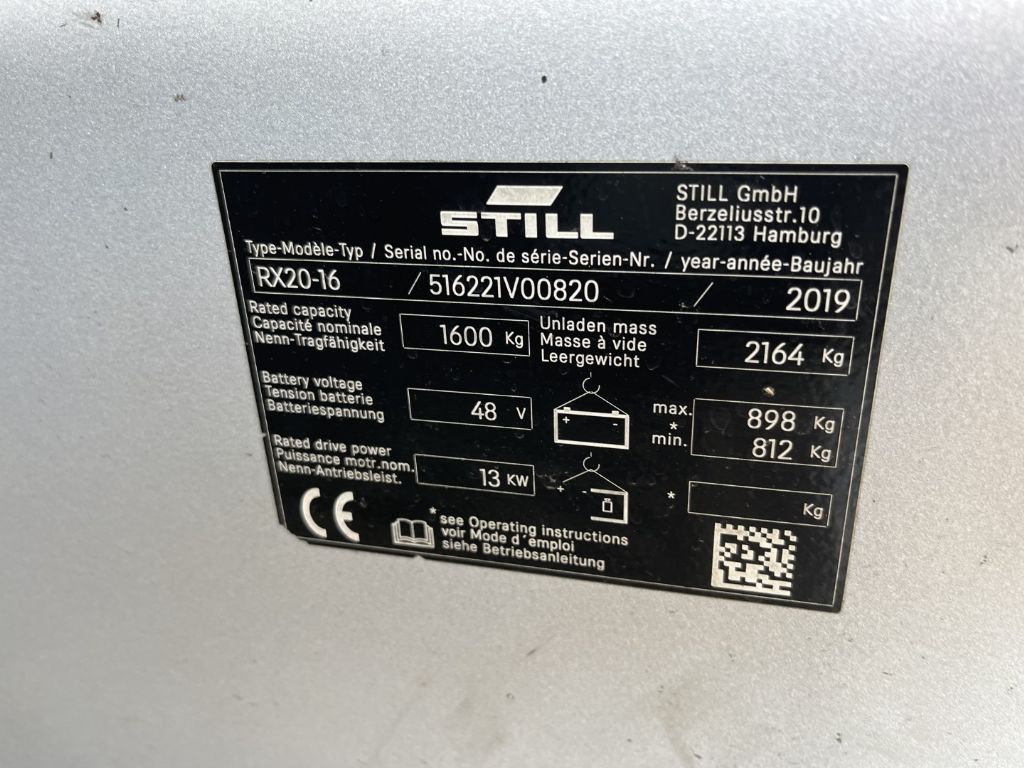 STILL
STILL GmbH
Berzeliusstr.10
D-22113 Hamburg
Type-Modèle-Typ / Serial no.-No. de série-Serien-Nr. / year-année-Baujahr
RX20-16 / 516221V00820 / 2019
Rated capacity
Capacité nominale
Nenn-Tragfähigkeit
1600 Kg
Unladen mass
Masse à vide
Leergewicht
2164 Kg
Battery voltage
Tension batterie
Batteriespannung
48 V
+ -
max. 898 Kg
*
min. 812 Kg
Rated drive power
Puissance motr.nom.
Nenn-Antriebsleist.
13 KW
+ -
* Kg
CE
* see Operating instructions
voir Mode d'emploi
siehe Betriebsanleitung